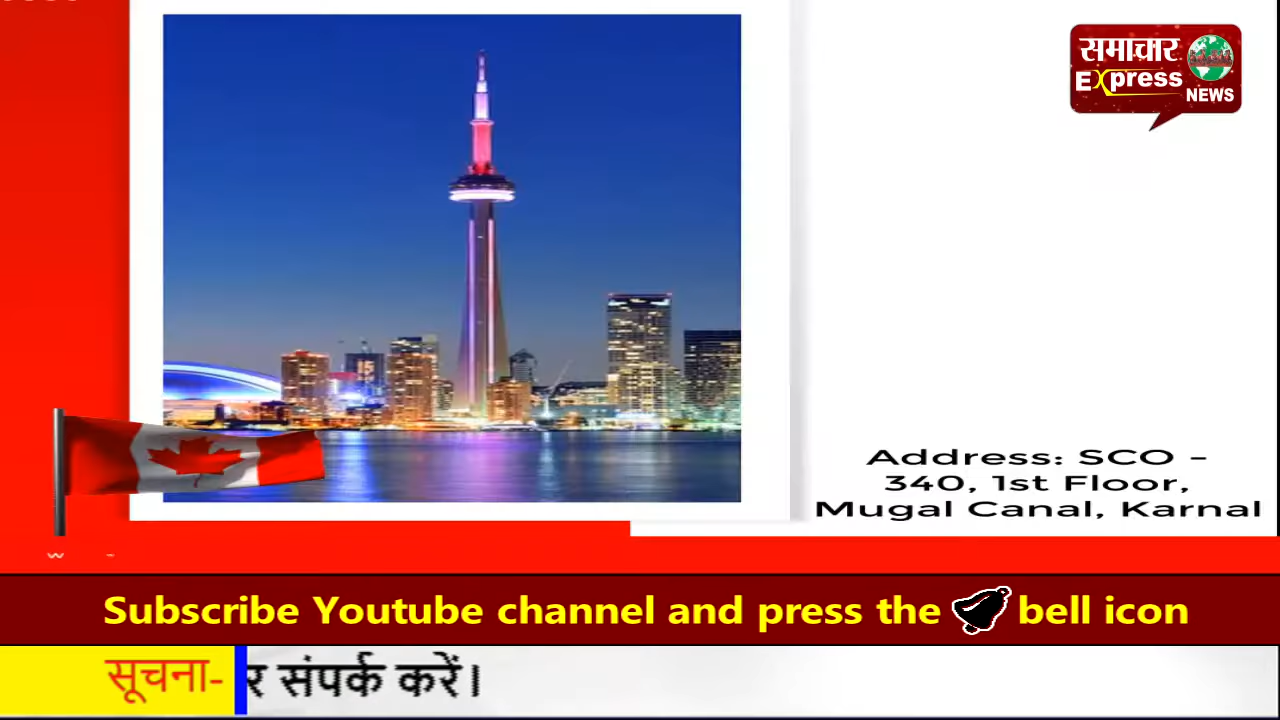 समाचार
Express
NEWS
Address: SCO -
340, 1st Floor,
Mugal Canal, Karnal
Subscribe Youtube channel and press the bell icon
सूचना-
र संपर्क करें।